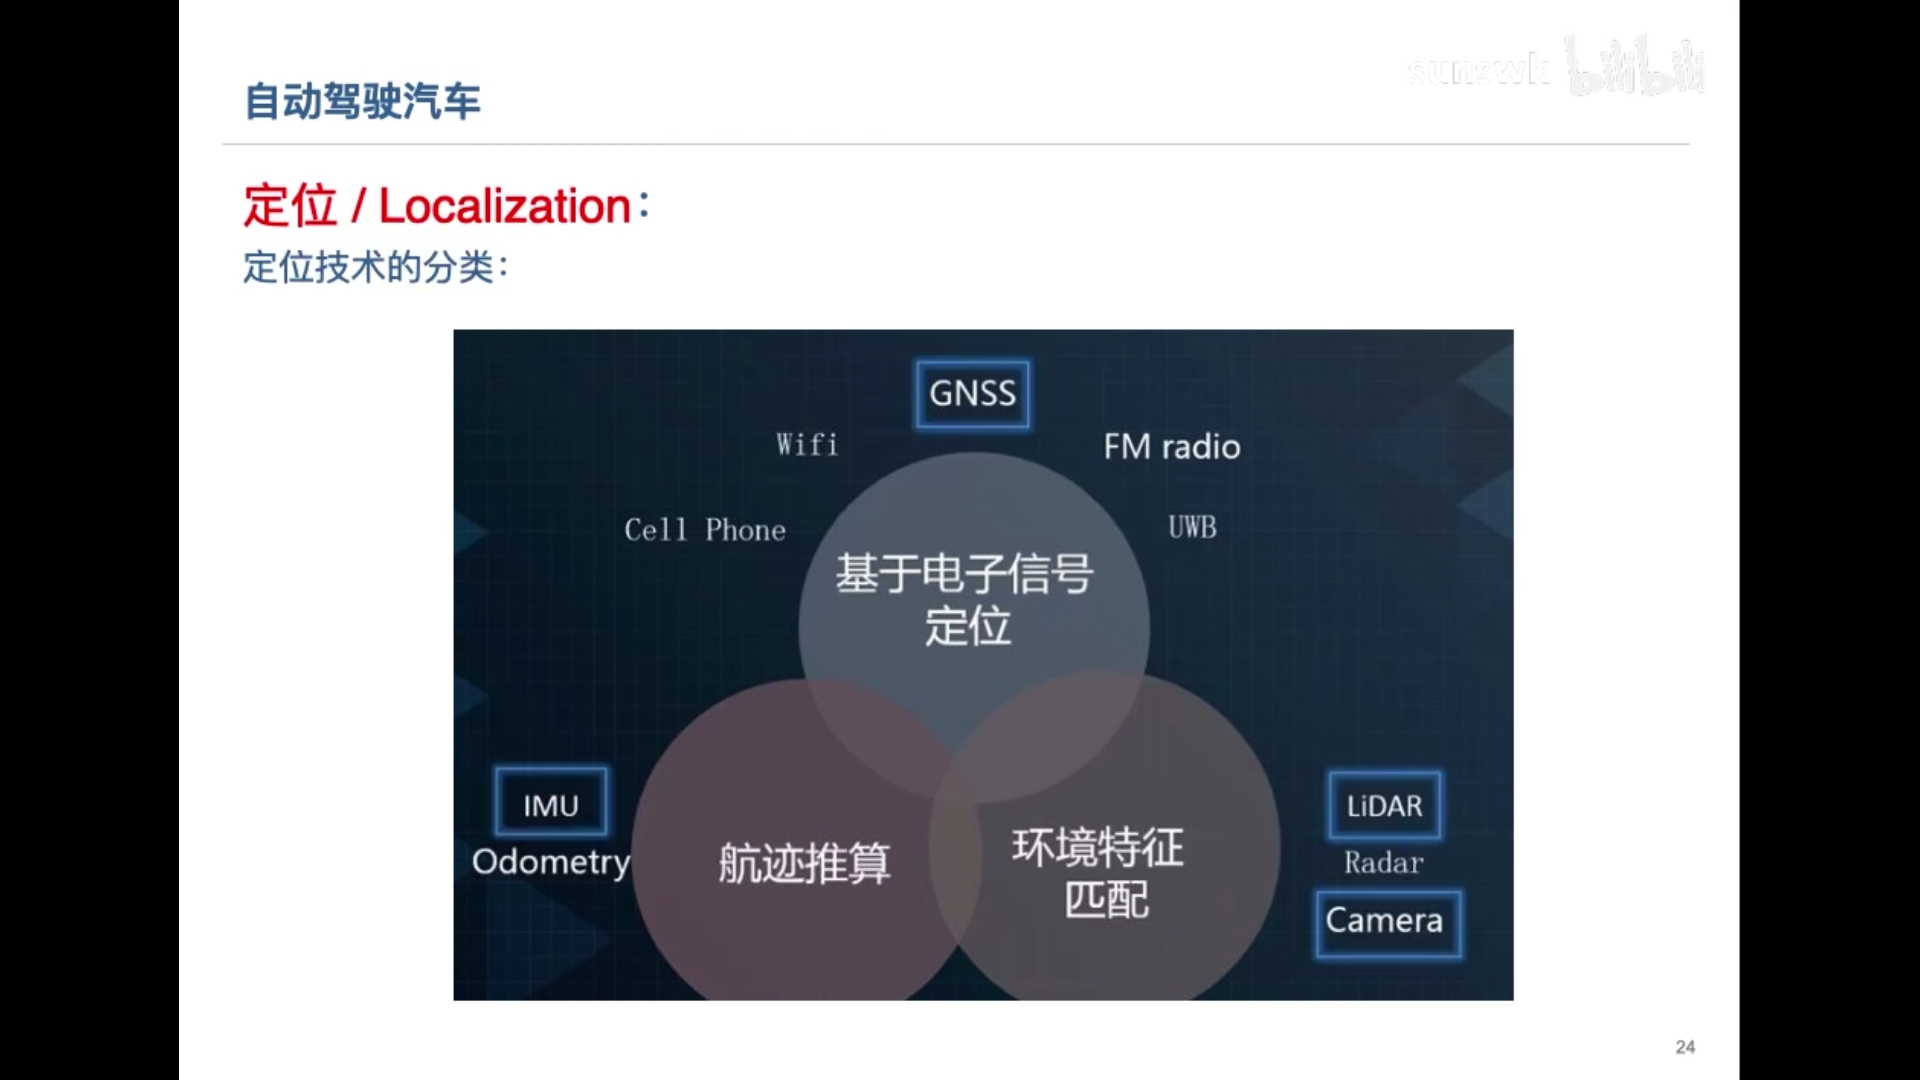 sunswk bilibili
自动驾驶汽车
定位 / Localization：
定位技术的分类：
GNSS
Wifi
FM radio
Cell Phone
UWB
基于电子信号
定位
IMU
Odometry
航迹推算
环境特征
匹配
LiDAR
Radar
Camera
24